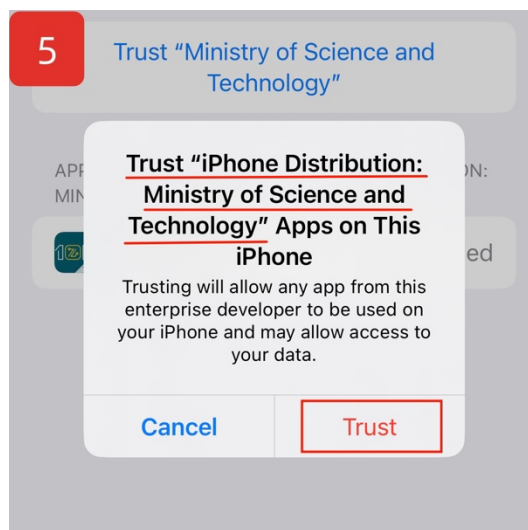 5
Trust “Ministry of Science and
Technology”
Trust “iPhone Distribution:
Ministry of Science and
Technology” Apps on This
iPhone
Trusting will allow any app from this
enterprise developer to be used on
your iPhone and may allow access to
your data.
Cancel
Trust